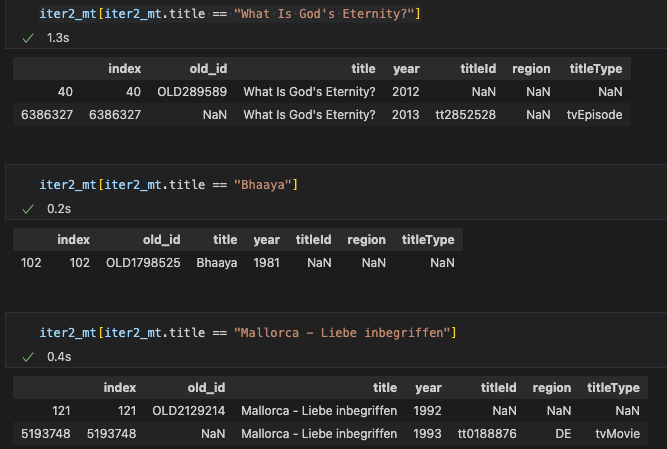 iter2_mt[iter2_mt.title == "What Is God's Eternity?"]
✓ 1.3s
index old_id title year titleId region titleType
40 40 OLD289589 What Is God's Eternity? 2012 NaN NaN NaN
6386327 6386327 NaN What Is God's Eternity? 2013 tt2852528 NaN tvEpisode
iter2_mt[iter2_mt.title == "Bhaaya"]
✓ 0.2s
index old_id title year titleId region titleType
102 102 OLD1798525 Bhaaya 1981 NaN NaN NaN
iter2_mt[iter2_mt.title == "Mallorca - Liebe inbegriffen"]
✓ 0.4s
index old_id title year titleId region titleType
121 121 OLD2129214 Mallorca - Liebe inbegriffen 1992 NaN NaN NaN
5193748 5193748 NaN Mallorca - Liebe inbegriffen 1993 tt0188876 DE tvMovie